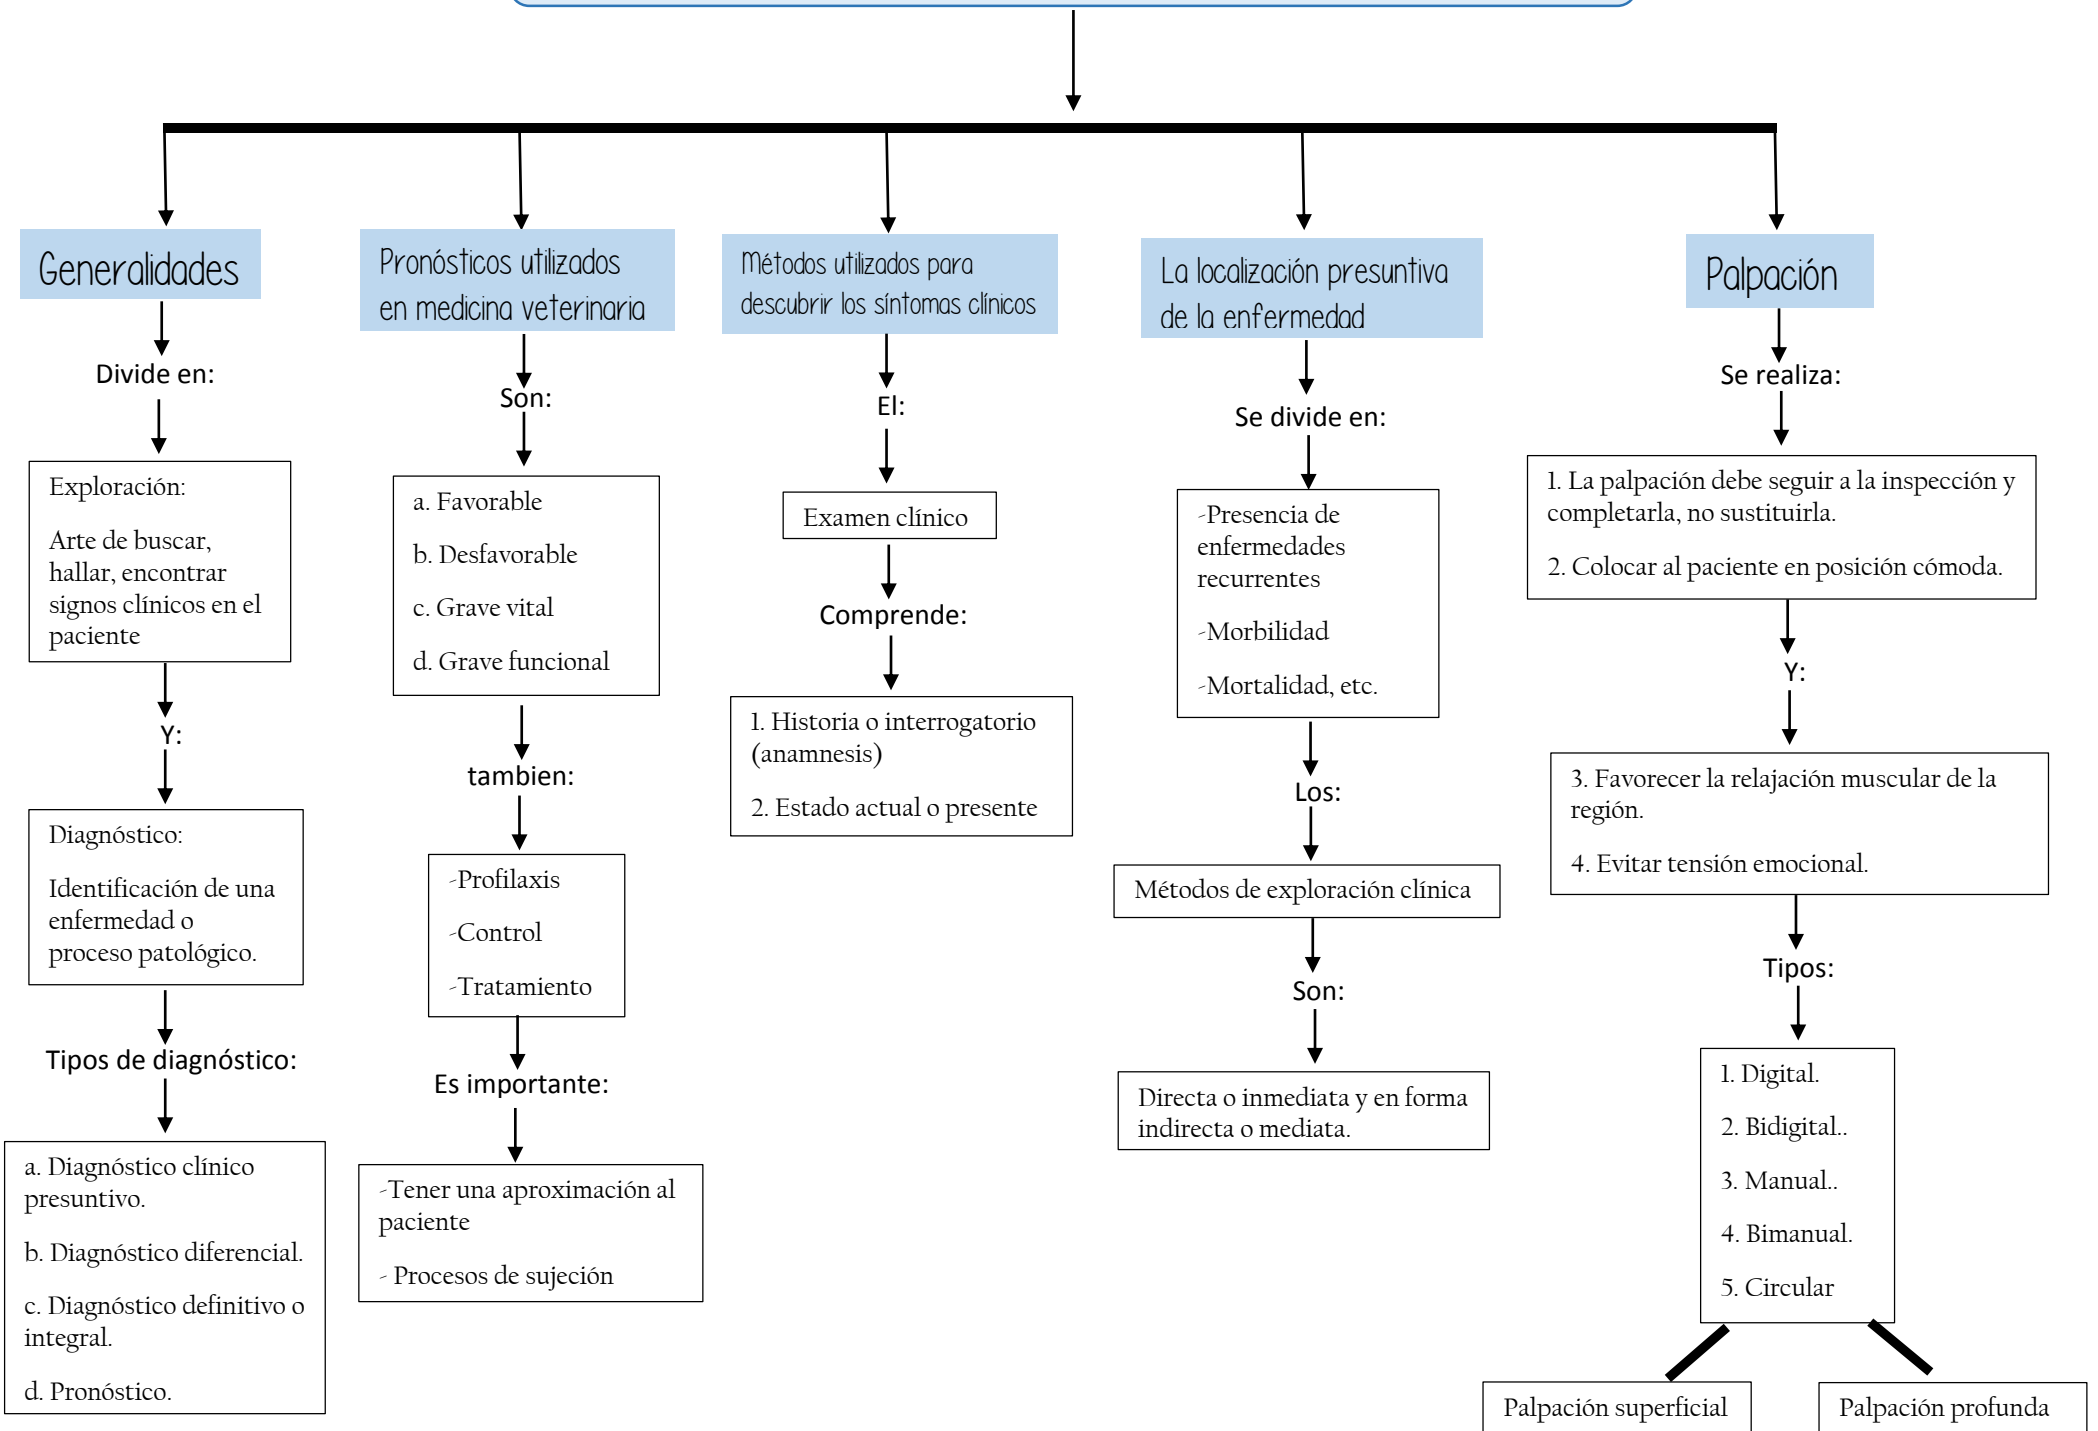 Generalidades
Divide en:
Exploración:
Arte de buscar,
hallar, encontrar
signos clínicos en el
paciente
Y:
Diagnóstico:
Identificación de una
enfermedad o
proceso patológico.
Tipos de diagnóstico:
a. Diagnóstico clínico
presuntivo.
b. Diagnóstico diferencial.
c. Diagnóstico definitivo o
integral.
d. Pronóstico.
Pronósticos utilizados
en medicina veterinaria
Son:
a. Favorable
b. Desfavorable
c. Grave vital
d. Grave funcional
tambien:
-Profilaxis
-Control
-Tratamiento
Es importante:
-Tener una aproximación al
paciente
- Procesos de sujeción
Métodos utilizados para
descubrir los síntomas clínicos
El:
Examen clínico
Comprende:
1. Historia o interrogatorio
(anamnesis)
2. Estado actual o presente
La localización presuntiva
de la enfermedad
Se divide en:
-Presencia de
enfermedades
recurrentes
-Morbilidad
-Mortalidad, etc.
Los:
Métodos de exploración clínica
Son:
Directa o inmediata y en forma
indirecta o mediata.
Palpación
Se realiza:
1. La palpación debe seguir a la inspección y
completarla, no sustituirla.
2. Colocar al paciente en posición cómoda.
Y:
3. Favorecer la relajación muscular de la
región.
4. Evitar tensión emocional.
Tipos:
1. Digital.
2. Bidigital..
3. Manual..
4. Bimanual.
5. Circular
Palpación superficial
Palpación profunda